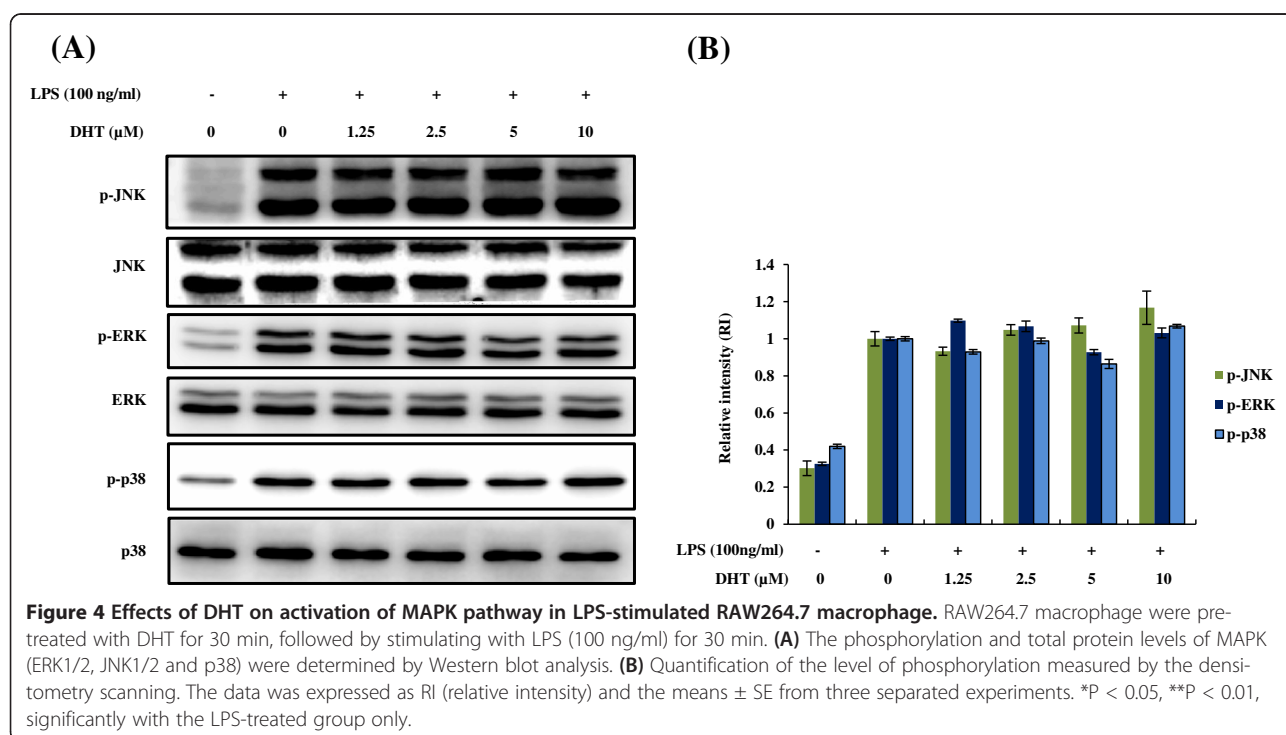 (A)
LPS (100 ng/ml) - + + + + +
DHT (µM) 0 0 1.25 2.5 5 10
p-JNK
JNK
p-ERK
ERK
p-p38
p38
(B)
1.4
1.2
1
0.8
0.6
0.4
0.2
0
Relative intensity (RI)
p-JNK
p-ERK
p-p38
LPS (100ng/ml) - + + + + +
DHT (µM) 0 0 1.25 2.5 5 10
Figure 4 Effects of DHT on activation of MAPK pathway in LPS-stimulated RAW264.7 macrophage. RAW264.7 macrophage were pre-
treated with DHT for 30 min, followed by stimulating with LPS (100 ng/ml) for 30 min. (A) The phosphorylation and total protein levels of MAPK
(ERK1/2, JNK1/2 and p38) were determined by Western blot analysis. (B) Quantification of the level of phosphorylation measured by the densi-
tometry scanning. The data was expressed as RI (relative intensity) and the means ± SE from three separated experiments. *P < 0.05, **P < 0.01,
significantly with the LPS-treated group only.